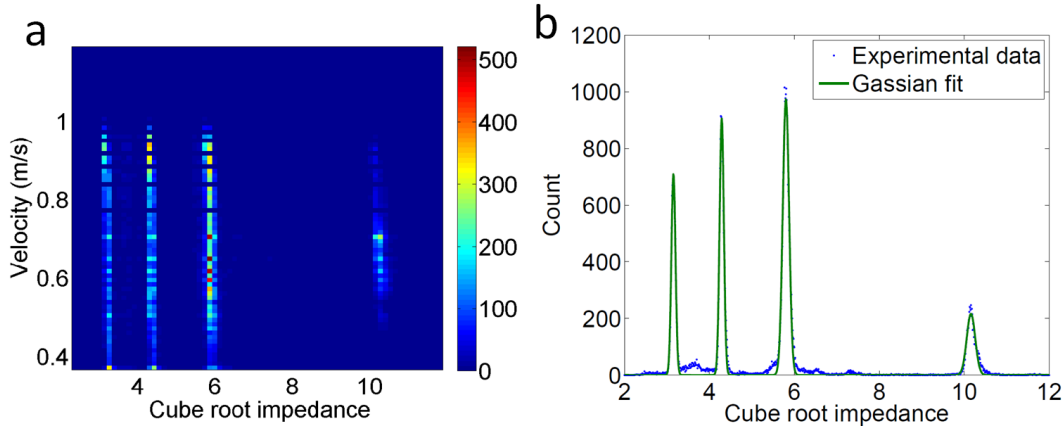 a
Velocity (m/s)
1
0.8
0.6
0.4
4 6 8 10
Cube root impedance
500
400
300
200
100
0
b
Count
1200
1000
800
600
400
200
0
2 4 6 8 10 12
Cube root impedance
Experimental data
Gassian fit